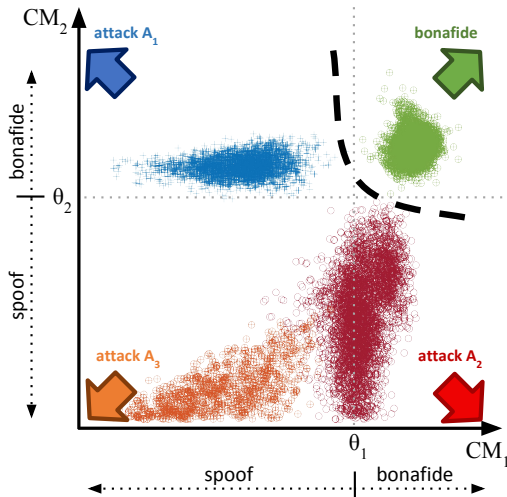 CM2
attack A1
bonafide
bonafide
θ2
spoof
attack A3
attack A2
θ1
CM1
spoof
bonafide